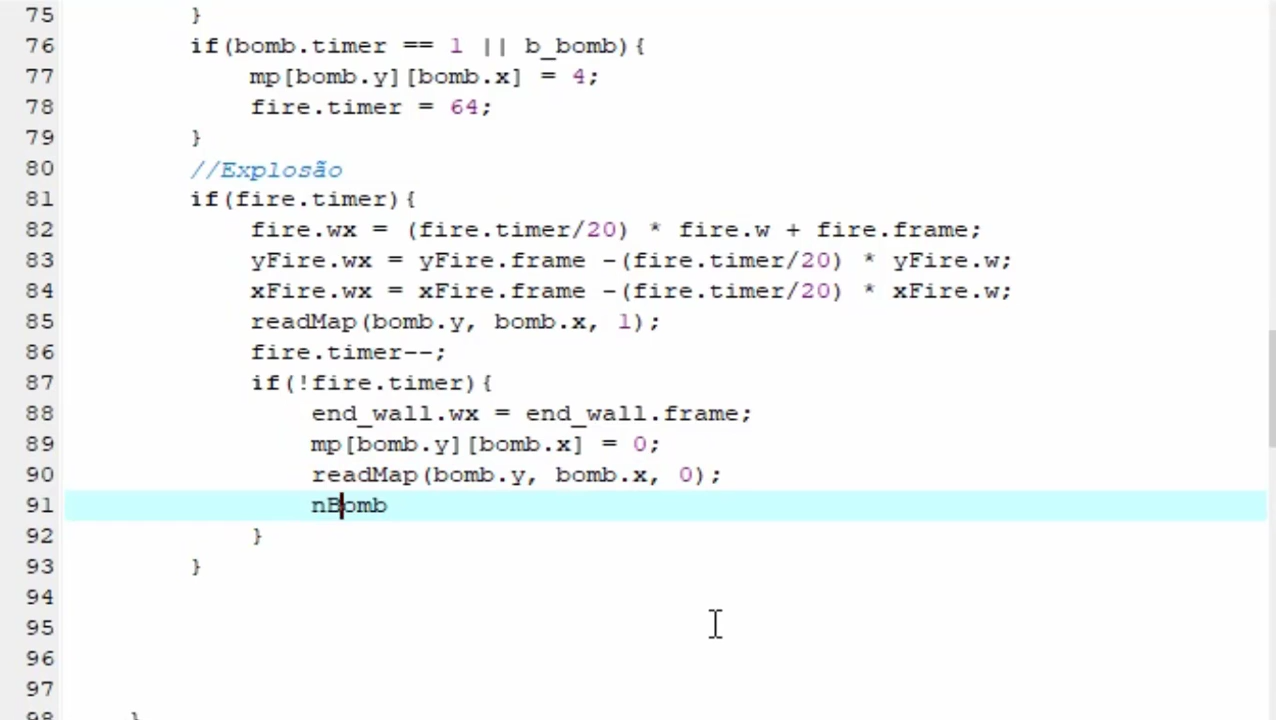 75 }
76 if(bomb.timer == 1 || b_bomb){
77 mp[bomb.y][bomb.x] = 4;
78 fire.timer = 64;
79 }
80 //Explosão
81 if(fire.timer){
82 fire.wx = (fire.timer/20) * fire.w + fire.frame;
83 yFire.wx = yFire.frame -(fire.timer/20) * yFire.w;
84 xFire.wx = xFire.frame -(fire.timer/20) * xFire.w;
85 readMap(bomb.y, bomb.x, 1);
86 fire.timer--;
87 if(!fire.timer){
88 end_wall.wx = end_wall.frame;
89 mp[bomb.y][bomb.x] = 0;
90 readMap(bomb.y, bomb.x, 0);
91 nBomb
92 }
93 }
94
95
96
97
98 }